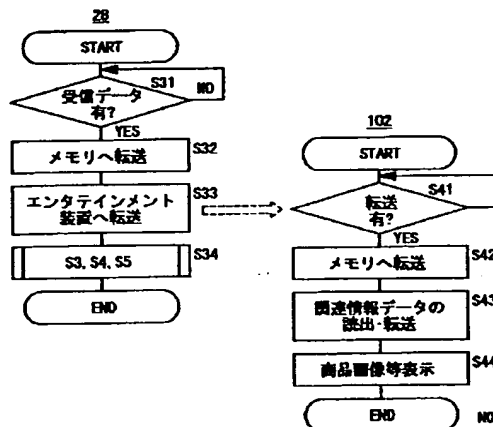 28
START
S31
受信データ
有?
NO
YES
メモリへ転送
S32
エンタテインメント
装置へ転送
S33
S3、S4、S5
S34
END
102
START
S41
転送
有?
YES
メモリへ転送
S42
関連情報データの
読出・転送
S43
商品画像等表示
S44
END
NO